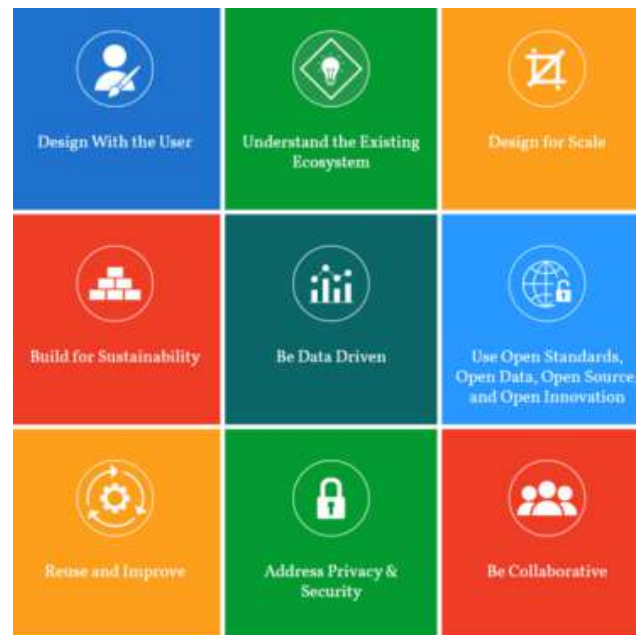 Design With the User
Understand the Existing
Ecosystem
Design for Scale
Build for Sustainability
Be Data Driven
Use Open Standards,
Open Data, Open Source
and Open Innovation
Reuse and Improve
Address Privacy &
Security
Be Collaborative